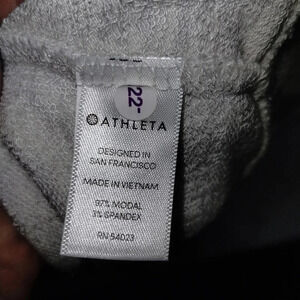 22-
ATHLETA
DESIGNED IN
SAN FRANCISCO
MADE IN VIETNAM
97% MODAL
3% SPANDEX
RN 54023